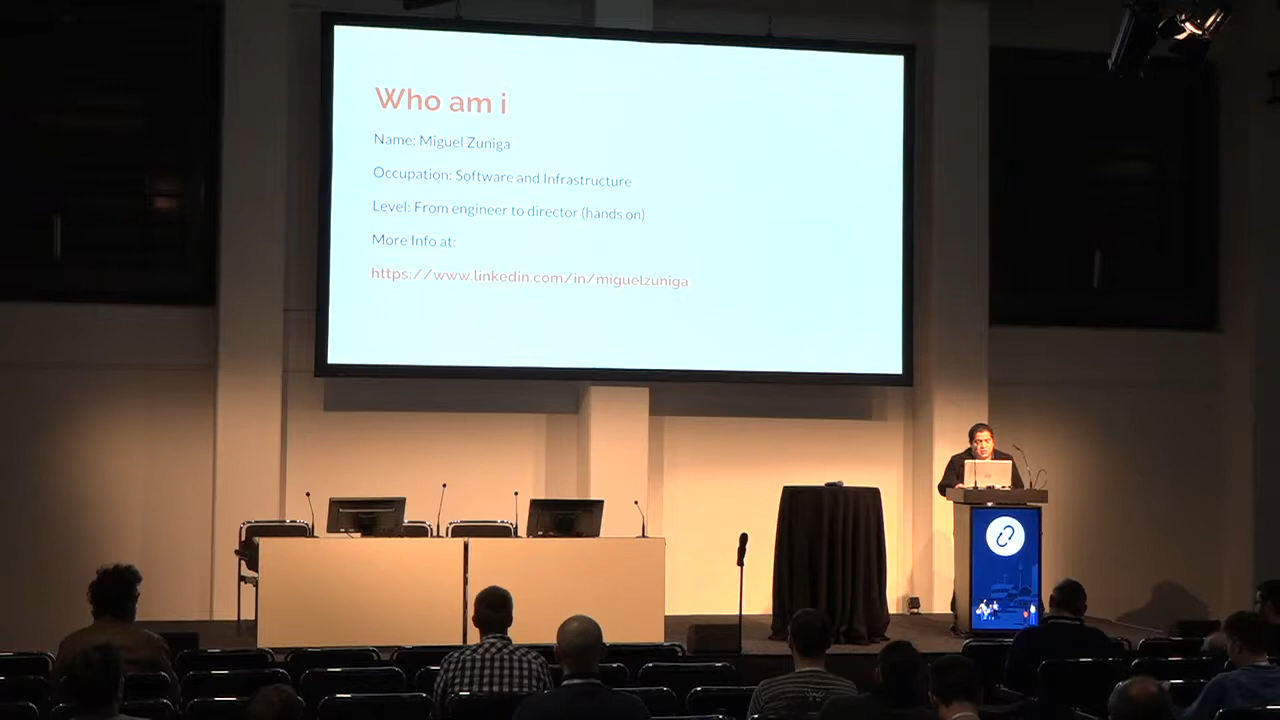 Who am i
Name: Miguel Zuniga
Occupation: Software and Infrastructure
Level: From engineer to director (hands on)
More Info at:
https://www.linkedin.com/in/miguelzuniga